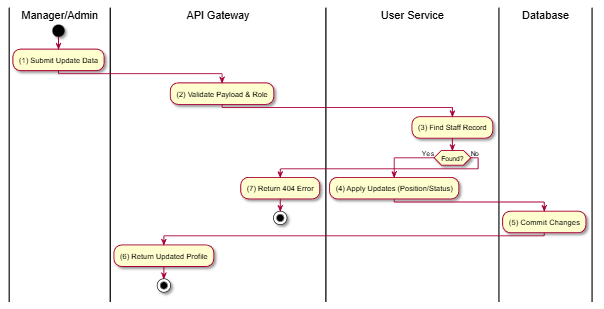 Manager/Admin
API Gateway
User Service
Database
(1) Submit Update Data
(2) Validate Payload & Role
(3) Find Staff Record
Yes
Found?
No
(7) Return 404 Error
(4) Apply Updates (Position/Status)
(5) Commit Changes
(6) Return Updated Profile